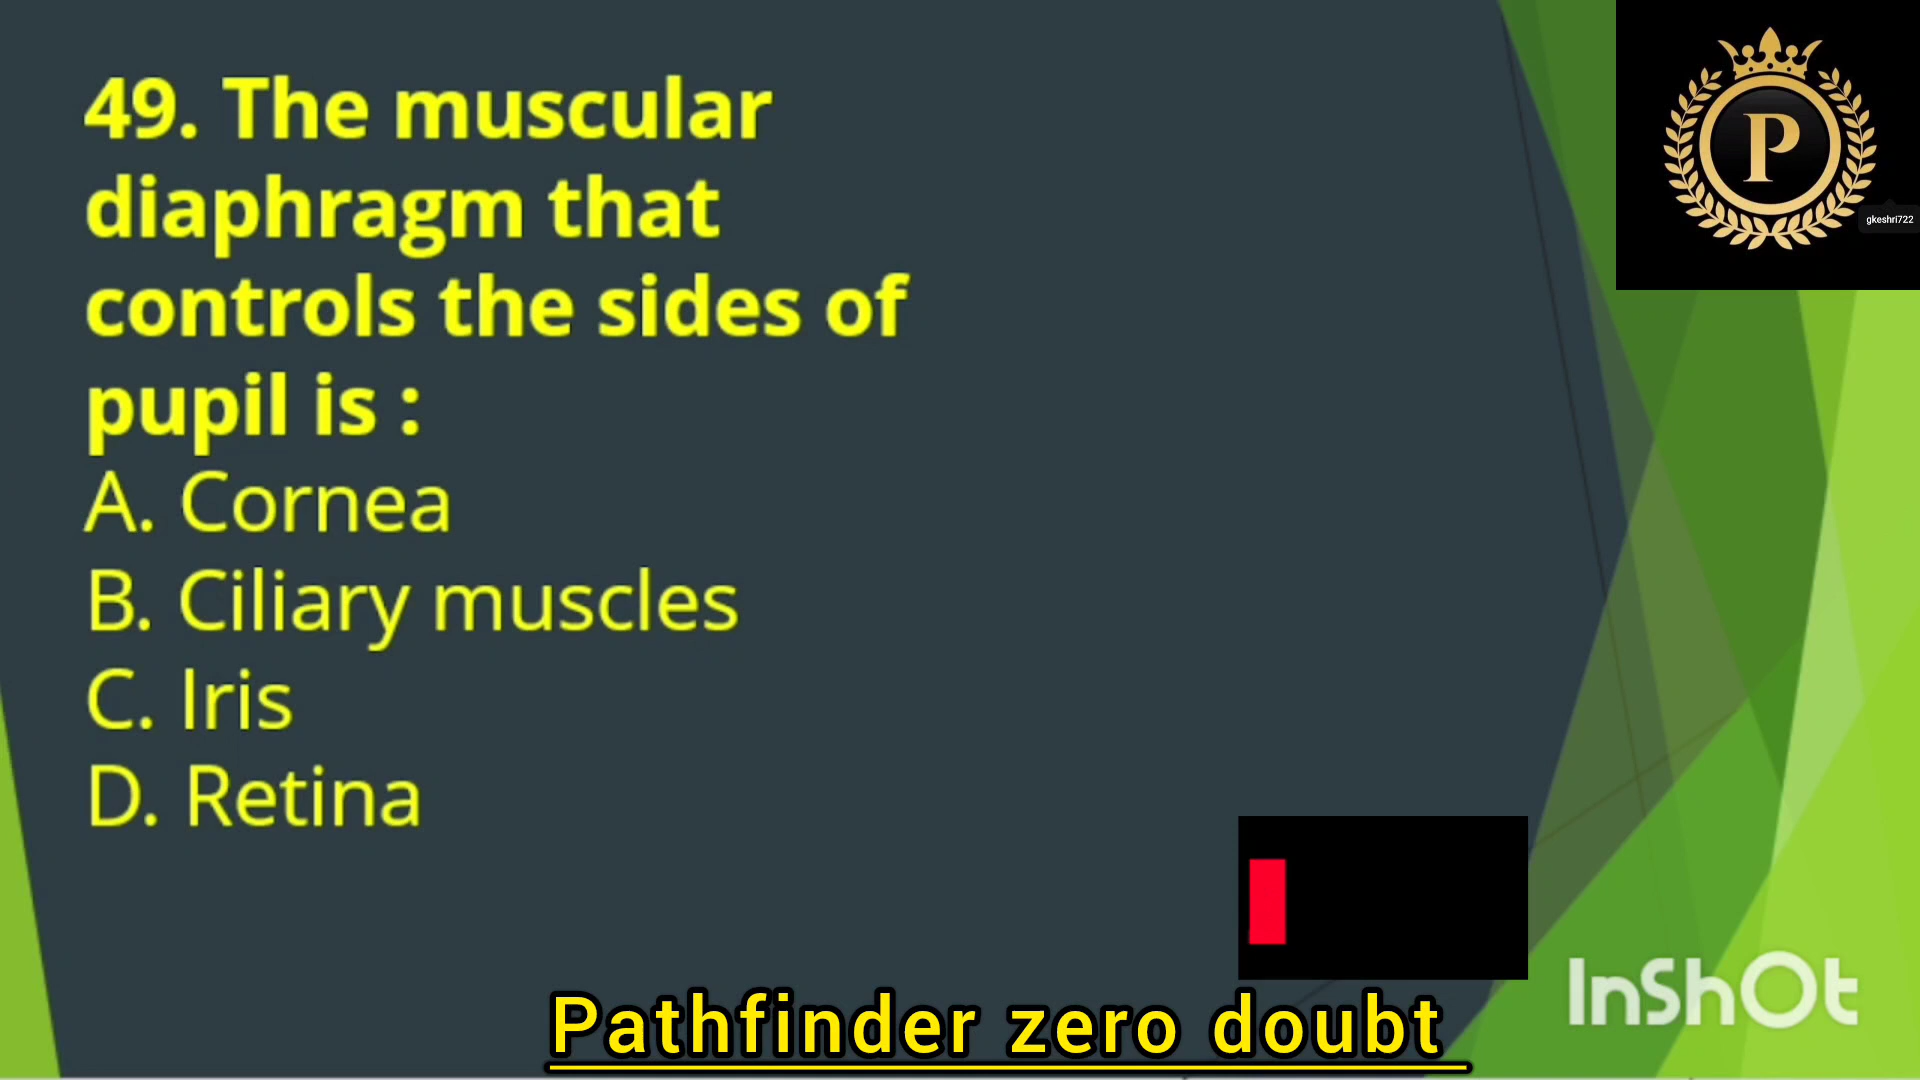 49. The muscular
diaphragm that
controls the sides of
pupil is :
A. Cornea
B. Ciliary muscles
C. Iris
D. Retina
P
gkeshri722
InShOt
Pathfinder zero doubt